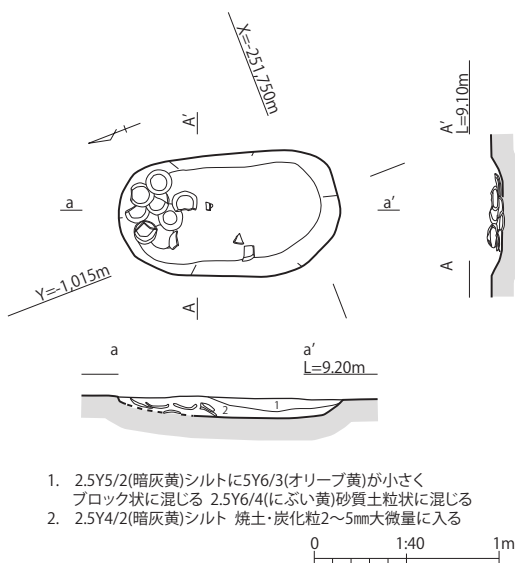 X=-251,750m
A'
A'
L=9.10m
a
a'
Y=-1,015m
A
A
a
a'
L=9.20m
1
2
1. 2.5Y5/2(暗灰黄)シルトに5Y6/3(オリーブ黄)が小さく
ブロック状に混じる 2.5Y6/4(にぶい黄)砂質土粒状に混じる
2. 2.5Y4/2(暗灰黄)シルト 焼土・炭化粒2〜5㎜大微量に入る
0 1:40 1m